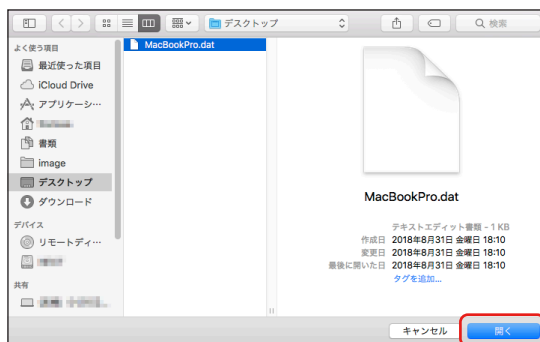 デスクトップ
検索
よく使う項目
最近使った項目
iCloud Drive
アプリケーシ…
書類
image
デスクトップ
ダウンロード
デバイス
リモートディ…
共有
MacBookPro.dat
MacBookPro.dat
テキストエディット書類 - 1 KB
作成日 2018年8月31日 金曜日 18:10
変更日 2018年8月31日 金曜日 18:10
最後に開いた日 2018年8月31日 金曜日 18:10
タグを追加...
キャンセル
開く